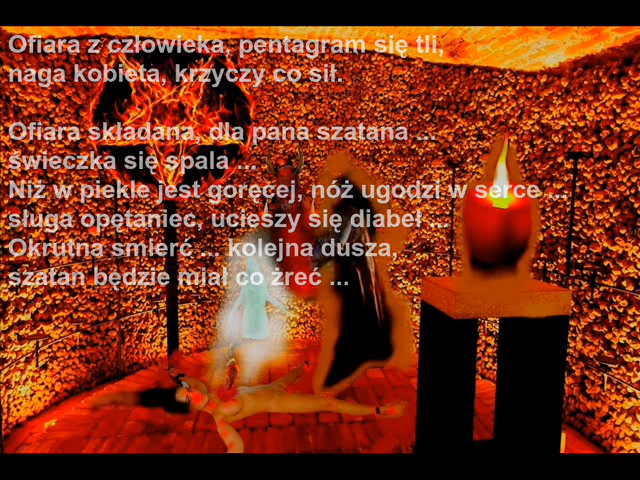 Ofiara z człowieka, pentagram się tli,
naga kobieta, krzyczy co sił.
Ofiara składana, dla pana szatana ...
świeczka się spala ...
Niż w piekle jest goręcej, nóż ugodzi w serce ...
sługa opętaniec, ucieszy się diabeł ...
Okrutna smierć ... kolejna dusza,
szatan będzie miał co żreć ...